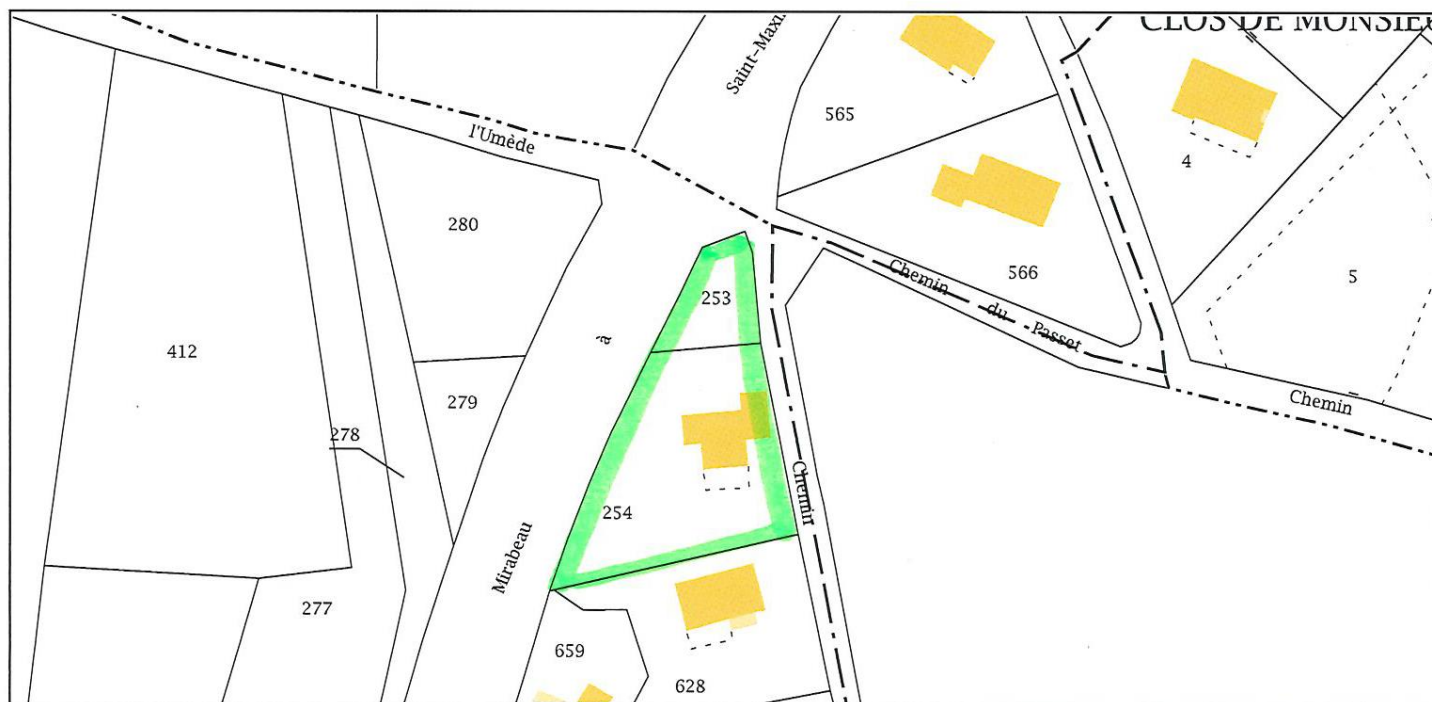 CLOS DE MONSIE
Saint-Maxi
565
4
l'Umède
280
566
5
Chemin du Passet
253
à
412
279
Chemin
278
Chemin
254
Mirabeau
277
659
628